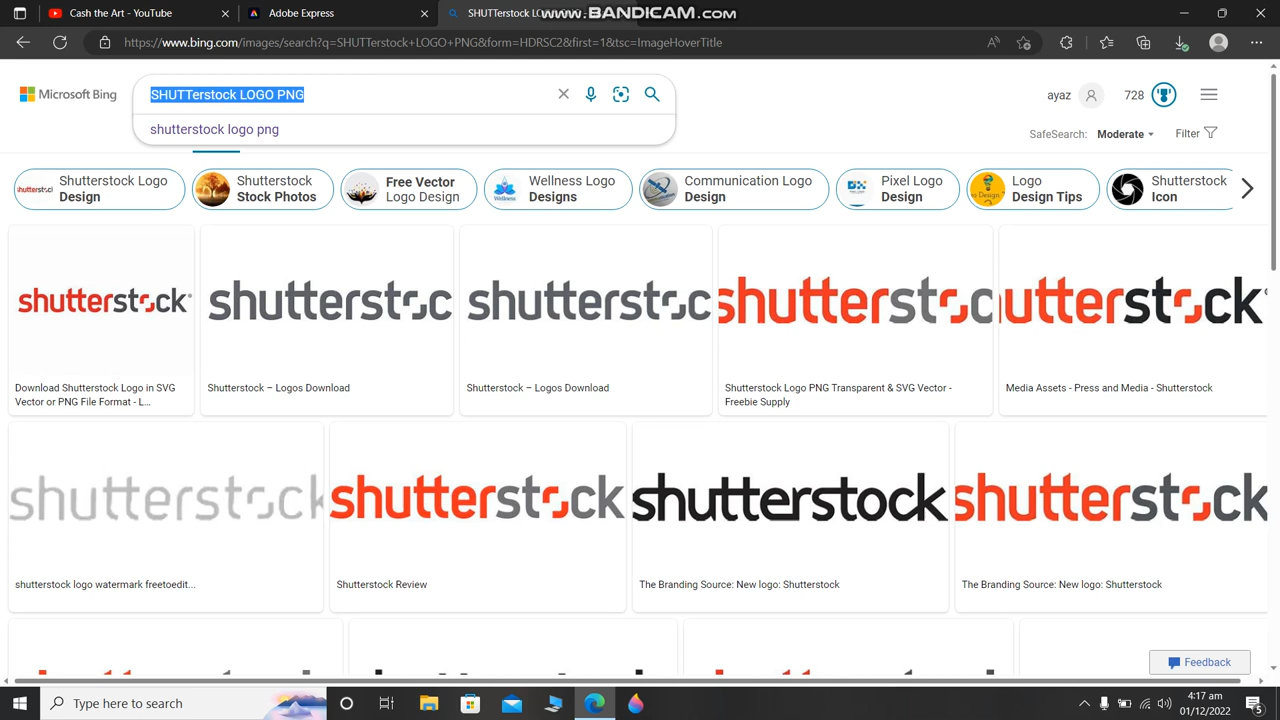 Cash the Art - YouTube
Adobe Express
SHUTTerstock LO
WWW.BANDICAM.COM
https://www.bing.com/images/search?q=SHUTTerstock+LOGO+PNG&form=HDRSC2&first=1&tsc=ImageHoverTitle
Microsoft Bing
SHUTTerstock LOGO PNG
ayaz
728
shutterstock logo png
SafeSearch: Moderate
Filter
Shutterstock Logo
Design
Shutterstock
Stock Photos
Free Vector
Logo Design
Wellness Logo
Designs
Communication Logo
Design
Pixel Logo
Design
Logo
Design Tips
Shutterstock
Icon
shutterstock
shutterstoc
shutterstoc
shutterstoc
hutterstock
Download Shutterstock Logo in SVG
Vector or PNG File Format - L...
Shutterstock – Logos Download
Shutterstock – Logos Download
Shutterstock Logo PNG Transparent & SVG Vector -
Freebie Supply
Media Assets - Press and Media - Shutterstock
shutterstock
shutterstock
shutterstock
shutterstock
shutterstock logo watermark freetoedit...
Shutterstock Review
The Branding Source: New logo: Shutterstock
The Branding Source: New logo: Shutterstock
Feedback
Type here to search
4:17 am
01/12/2022
5